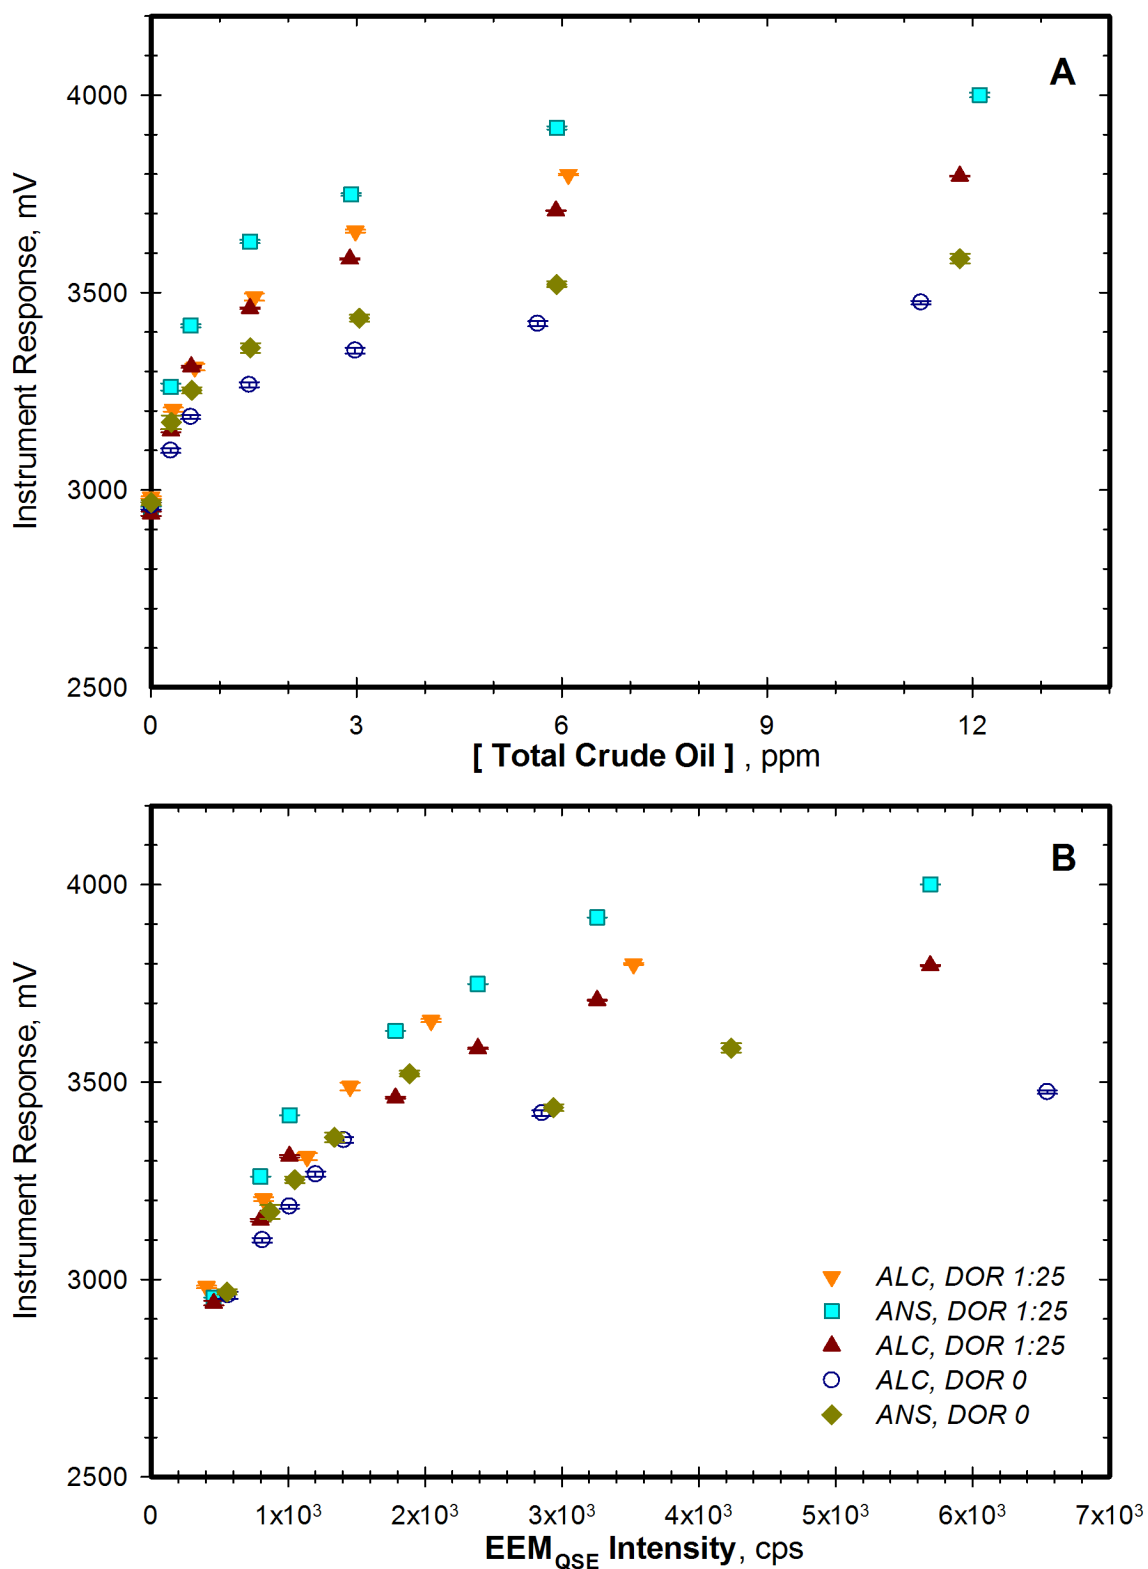 A
4000
3500
3000
2500
Instrument Response, mV
0 3 6 9 12
[ Total Crude Oil ] , ppm
B
4000
3500
3000
2500
Instrument Response, mV
ALC, DOR 1:25
ANS, DOR 1:25
ALC, DOR 1:25
ALC, DOR 0
ANS, DOR 0
0 1x10³ 2x10³ 3x10³ 4x10³ 5x10³ 6x10³ 7x10³
EEM_QSE Intensity, cps